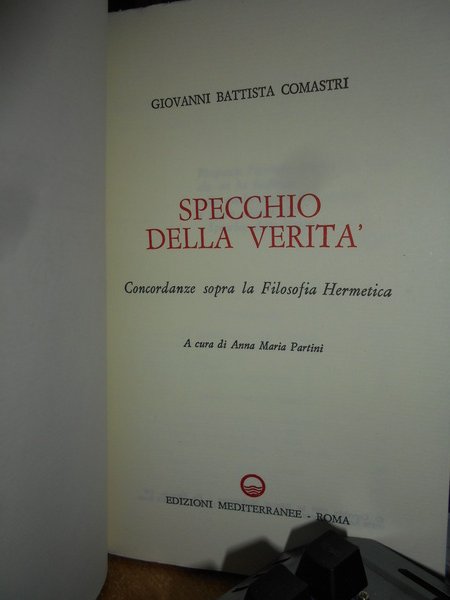 GIOVANNI BATTISTA COMASTRI
SPECCHIO
DELLA VERITA'
Concordanze sopra la Filosofia Hermetica
A cura di Anna Maria Partini
EDIZIONI MEDITERRANEE - ROMA